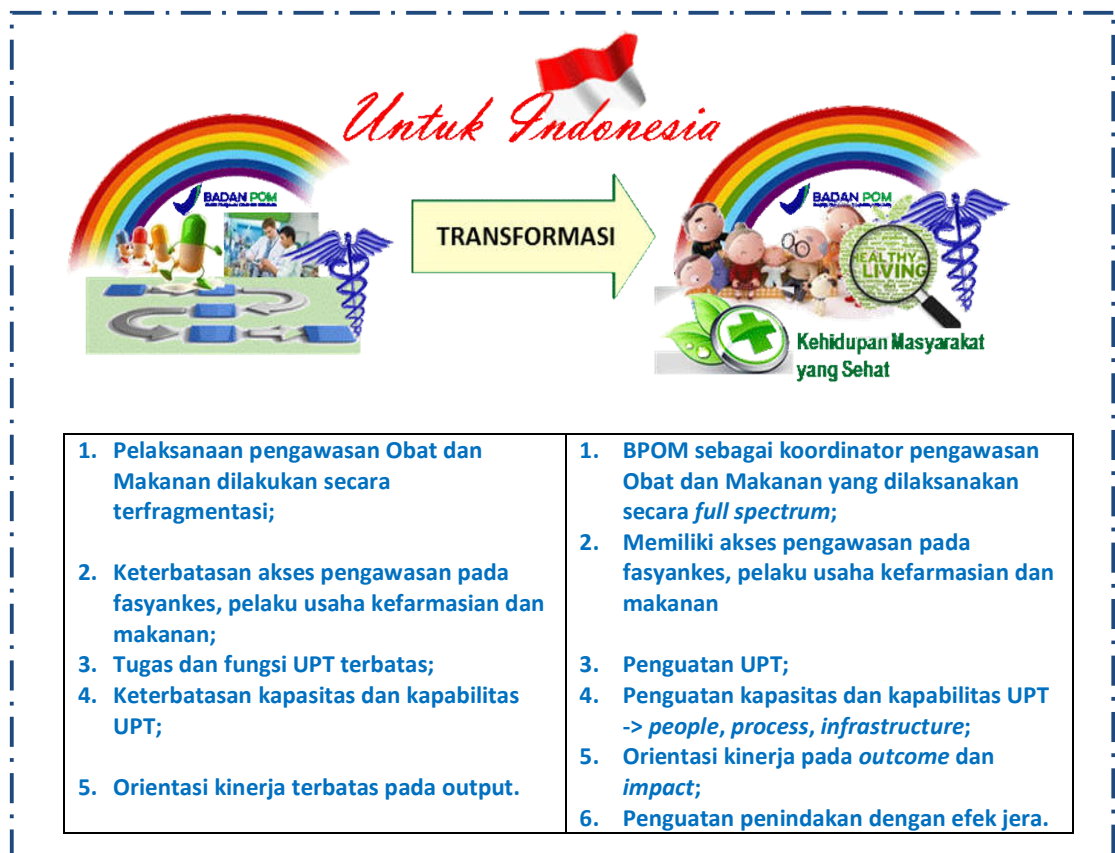 Untuk Indonesia
BADAN POM
TRANSFORMASI
BADAN POM
HEALTHY
LIVING
Kehidupan Masyarakat
yang Sehat
1. Pelaksanaan pengawasan Obat dan
Makanan dilakukan secara
terfragmentasi;
2. Keterbatasan akses pengawasan pada
fasyankes, pelaku usaha kefarmasian dan
makanan;
3. Tugas dan fungsi UPT terbatas;
4. Keterbatasan kapasitas dan kapabilitas
UPT;
5. Orientasi kinerja terbatas pada output.
1. BPOM sebagai koordinator pengawasan
Obat dan Makanan yang dilaksanakan
secara full spectrum;
2. Memiliki akses pengawasan pada
fasyankes, pelaku usaha kefarmasian dan
makanan
3. Penguatan UPT;
4. Penguatan kapasitas dan kapabilitas UPT
-> people, process, infrastructure;
5. Orientasi kinerja pada outcome dan
impact;
6. Penguatan penindakan dengan efek jera.